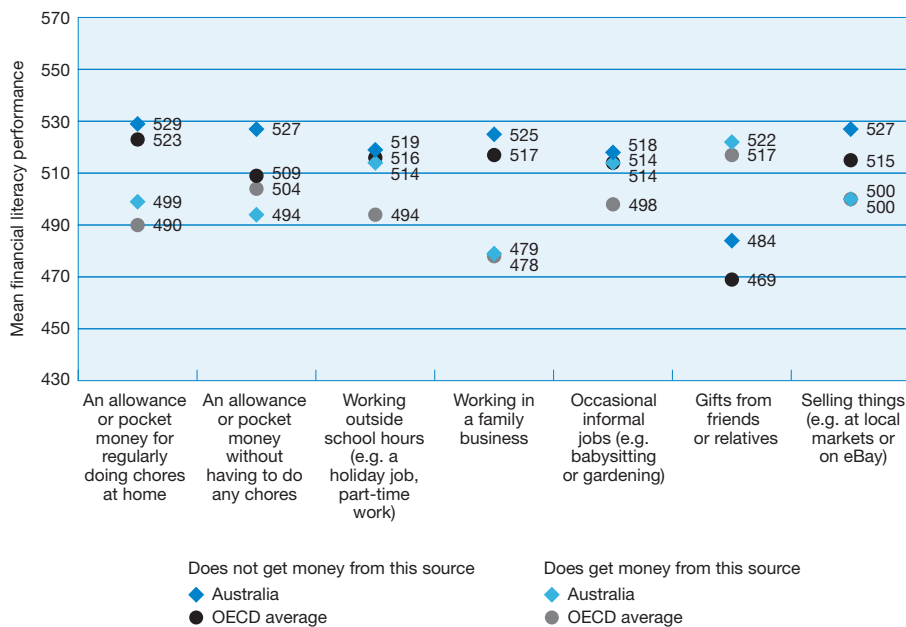 Mean financial literacy performance
570
550
530
510
490
470
450
430
529
523
499
490
527
509
504
494
519
516
514
494
525
517
479
478
518
514
514
498
522
517
484
469
527
515
500
500
An allowance
or pocket
money for
regularly
doing chores
at home
An allowance
or pocket
money
without
having to do
any chores
Working
outside
school hours
(e.g. a
holiday job,
part-time
work)
Working in
a family
business
Occasional
informal
jobs (e.g.
babysitting
or gardening)
Gifts from
friends
or relatives
Selling things
(e.g. at local
markets or
on eBay)
Does not get money from this source
Australia
OECD average
Does get money from this source
Australia
OECD average